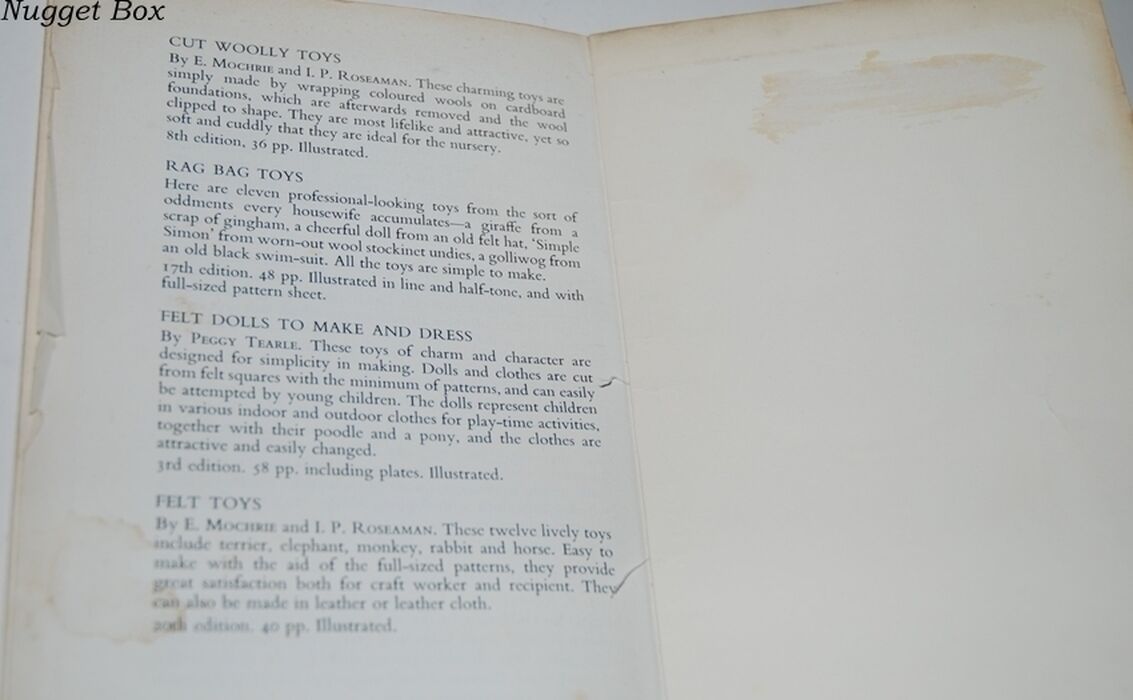 Nugget Box
CUT WOOLLY TOYS
By E. MOCHRIE and I. P. ROSEAMAN. These charming toys are
simply made by wrapping coloured wools on cardboard
foundations, which are afterwards removed and the wool
clipped to shape. They are most lifelike and attractive, yet so
soft and cuddly that they are ideal for the nursery.
8th edition, 36 pp. Illustrated.
RAG BAG TOYS
Here are eleven professional-looking toys from the sort of
oddments every housewife accumulates—a giraffe from a
scrap of gingham, a cheerful doll from an old felt hat, 'Simple
Simon' from worn-out wool stockinet undies, a golliwog from
an old black swim-suit. All the toys are simple to make.
17th edition. 48 pp. Illustrated in line and half-tone, and with
full-sized pattern sheet.
FELT DOLLS TO MAKE AND DRESS
By PEGGY TEARLE. These toys of charm and character are
designed for simplicity in making. Dolls and clothes are cut
from felt squares with the minimum of patterns, and can easily
be attempted by young children. The dolls represent children
in various indoor and outdoor clothes for play-time activities,
together with their poodle and a pony, and the clothes are
attractive and easily changed.
3rd edition. 58 pp. including plates. Illustrated.
FELT TOYS
By E. MOCHRIE and I. P. ROSEAMAN. These twelve lively toys
include terrier, elephant, monkey, rabbit and horse. Easy to
make with the aid of the full-sized patterns, they provide
great satisfaction both for craft worker and recipient. They
can also be made in leather or leather cloth.
20th edition. 40 pp. Illustrated.